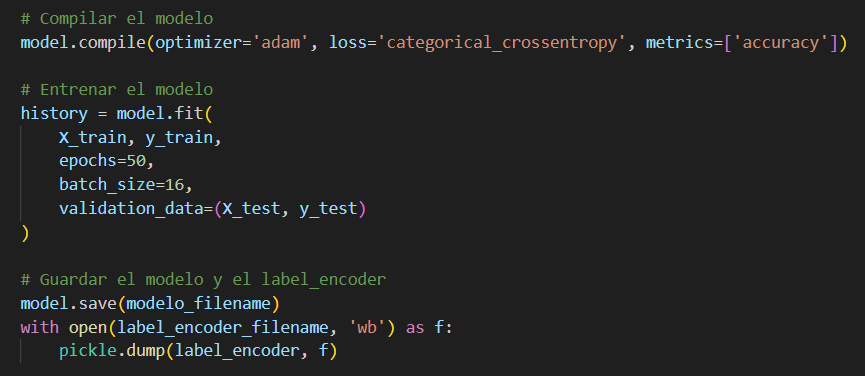 # Compilar el modelo
model.compile(optimizer='adam', loss='categorical_crossentropy', metrics=['accuracy'])
# Entrenar el modelo
history = model.fit(
    X_train, y_train,
    epochs=50,
    batch_size=16,
    validation_data=(X_test, y_test)
)
# Guardar el modelo y el label_encoder
model.save(modelo_filename)
with open(label_encoder_filename, 'wb') as f:
    pickle.dump(label_encoder, f)